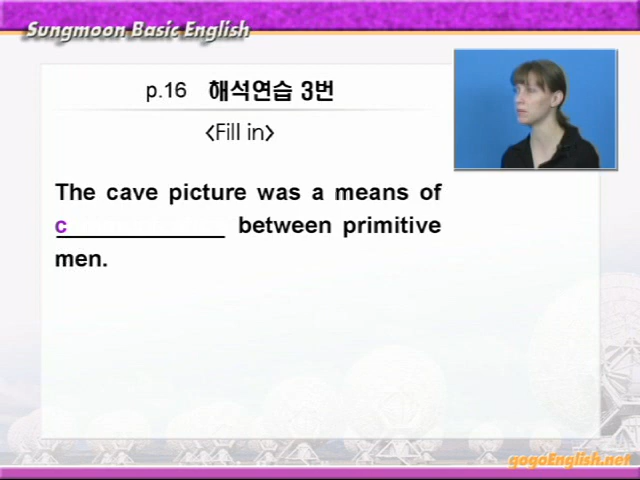 Sungmoon Basic English
p.16 해석연습 3번
<Fill in>
The cave picture was a means of
c______________ between primitive
men.
gogoEnglish.net